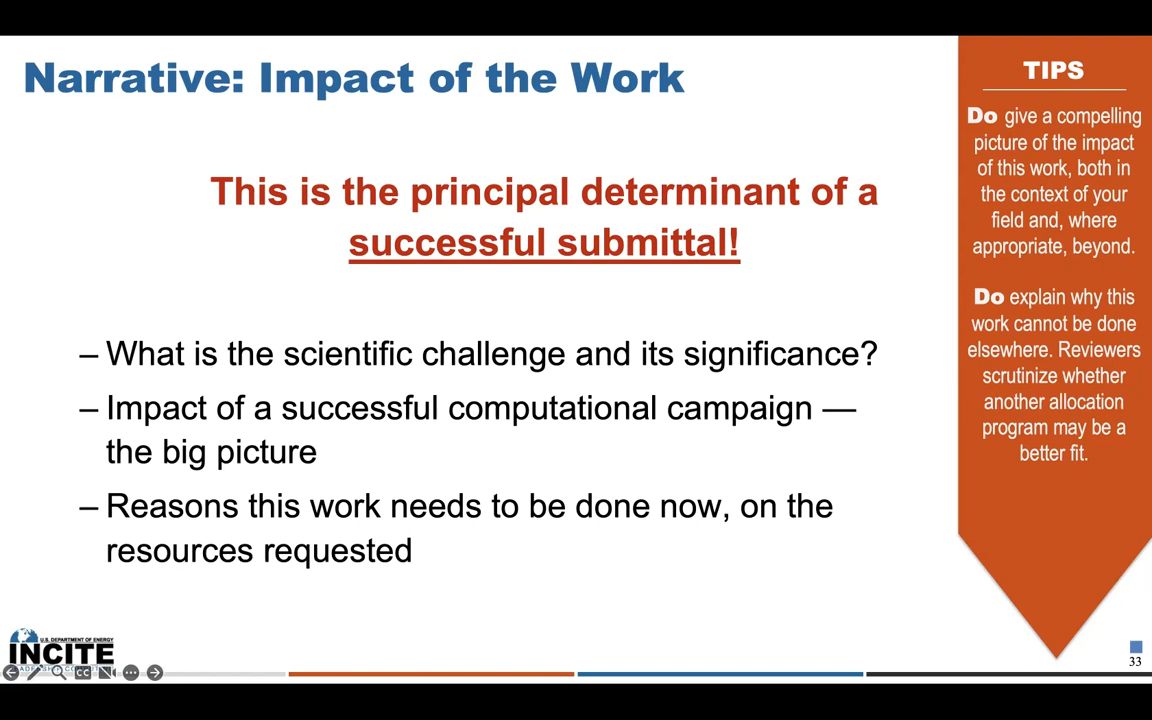 Narrative: Impact of the Work
This is the principal determinant of a
successful submittal!
– What is the scientific challenge and its significance?
– Impact of a successful computational campaign —
the big picture
– Reasons this work needs to be done now, on the
resources requested
TIPS
Do give a compelling
picture of the impact
of this work, both in
the context of your
field and, where
appropriate, beyond.
Do explain why this
work cannot be done
elsewhere. Reviewers
scrutinize whether
another allocation
program may be a
better fit.
U.S. DEPARTMENT OF ENERGY
INCITE
CC
33